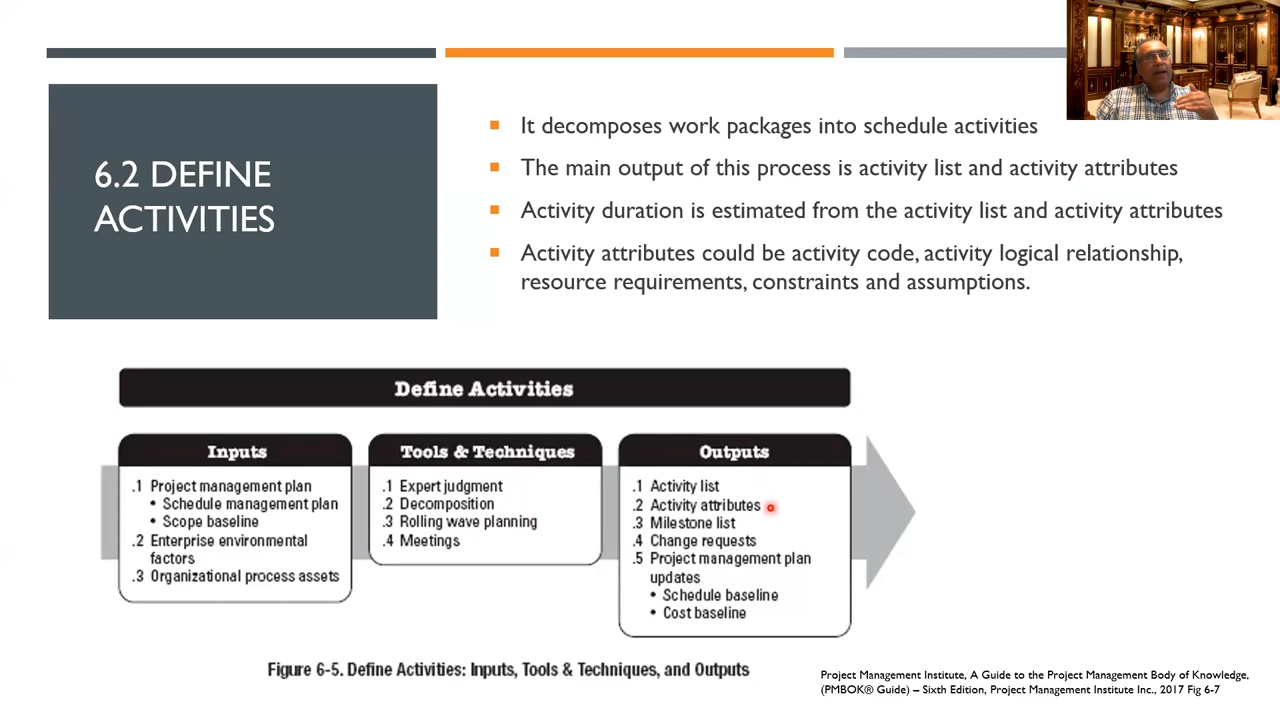 6.2 DEFINE
ACTIVITIES
It decomposes work packages into schedule activities
The main output of this process is activity list and activity attributes
Activity duration is estimated from the activity list and activity attributes
Activity attributes could be activity code, activity logical relationship,
resource requirements, constraints and assumptions.
Define Activities
Inputs
.1 Project management plan
• Schedule management plan
• Scope baseline
.2 Enterprise environmental
factors
.3 Organizational process assets
Tools & Techniques
.1 Expert judgment
.2 Decomposition
.3 Rolling wave planning
.4 Meetings
Outputs
.1 Activity list
.2 Activity attributes
.3 Milestone list
.4 Change requests
.5 Project management plan
updates
• Schedule baseline
• Cost baseline
Figure 6-5. Define Activities: Inputs, Tools & Techniques, and Outputs
Project Management Institute, A Guide to the Project Management Body of Knowledge,
(PMBOK® Guide) – Sixth Edition, Project Management Institute Inc., 2017 Fig 6-7